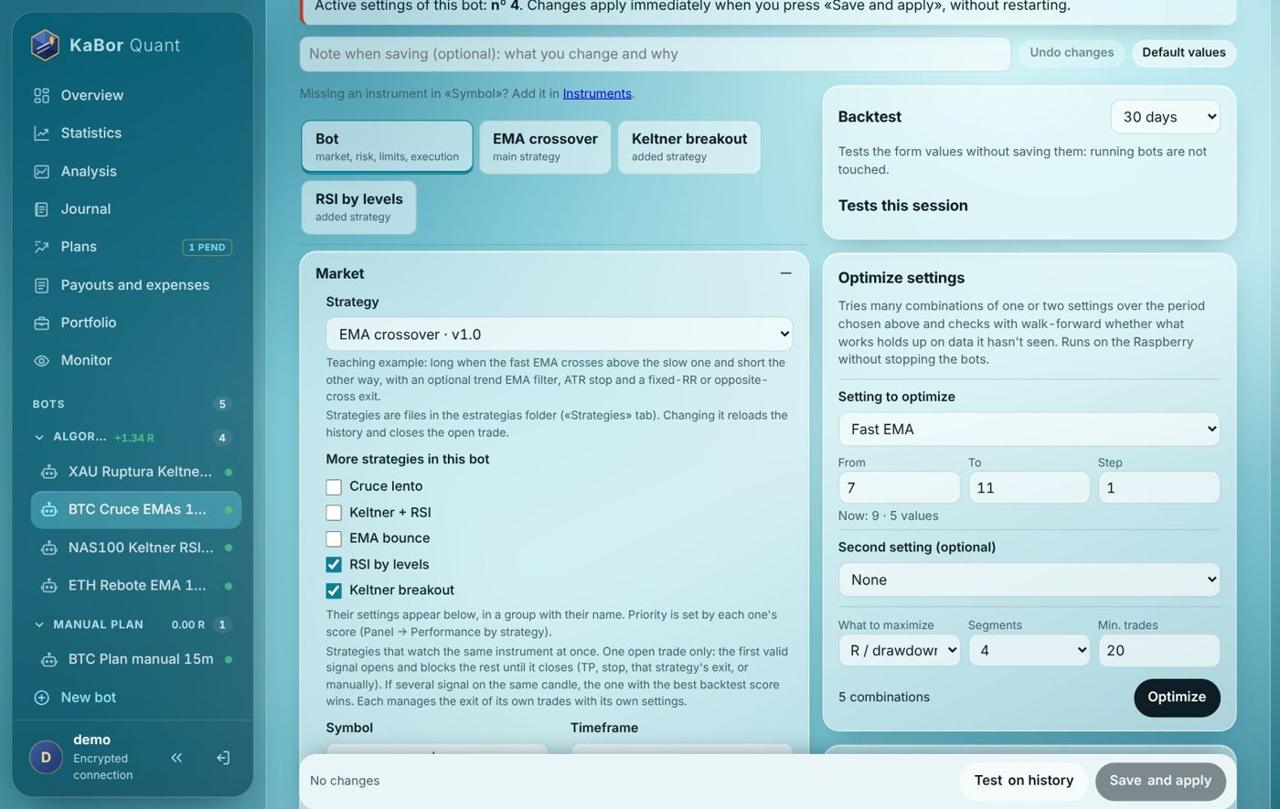 KaBor Quant
Overview
Statistics
Analysis
Journal
Plans
1 PEND
Payouts and expenses
Portfolio
Monitor
BOTS
5
ALGOR... +1.34 R
4
XAU Ruptura Keltne...
BTC Cruce EMAs 1...
NAS100 Keltner RSI...
ETH Rebote EMA 1...
MANUAL PLAN
0.00 R
1
BTC Plan manual 15m
New bot
D
demo
Encrypted
connection
Active settings of this bot: nº 4. Changes apply immediately when you press «Save and apply», without restarting.
Note when saving (optional): what you change and why
Undo changes
Default values
Missing an instrument in «Symbol»? Add it in Instruments.
Bot
market, risk, limits, execution
EMA crossover
main strategy
Keltner breakout
added strategy
RSI by levels
added strategy
Market
Strategy
EMA crossover · v1.0
Teaching example: long when the fast EMA crosses above the slow one and short the
other way, with an optional trend EMA filter, ATR stop and a fixed-RR or opposite-
cross exit.
Strategies are files in the estrategias folder («Strategies» tab). Changing it reloads the
history and closes the open trade.
More strategies in this bot
Cruce lento
Keltner + RSI
EMA bounce
RSI by levels
Keltner breakout
Their settings appear below, in a group with their name. Priority is set by each one's
score (Panel → Performance by strategy).
Strategies that watch the same instrument at once. One open trade only: the first valid
signal opens and blocks the rest until it closes (TP, stop, that strategy's exit, or
manually). If several signal on the same candle, the one with the best backtest score
wins. Each manages the exit of its own trades with its own settings.
Symbol
Timeframe
Backtest
30 days
Tests the form values without saving them: running bots are not
touched.
Tests this session
Optimize settings
Tries many combinations of one or two settings over the period
chosen above and checks with walk-forward whether what
works holds up on data it hasn't seen. Runs on the Raspberry
without stopping the bots.
Setting to optimize
Fast EMA
From
To
Step
7
11
1
Now: 9 · 5 values
Second setting (optional)
None
What to maximize
Segments
Min. trades
R / drawdown
4
20
5 combinations
Optimize
No changes
Test on history
Save and apply